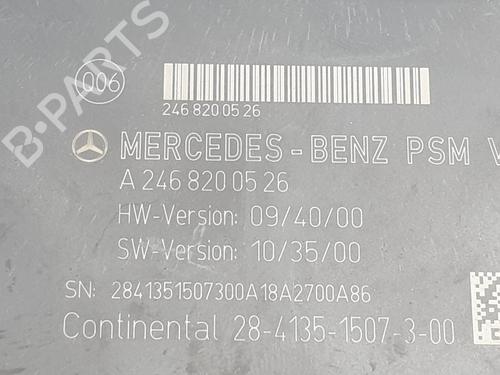 B-PARTS
006
246 820 05 26
MERCEDES-BENZ PSM V
A 246 820 05 26
HW-Version: 09/40/00
SW-Version: 10/35/00
SN: 2841351507300A18A2700A86
Continental 28-4135-1507-3-00